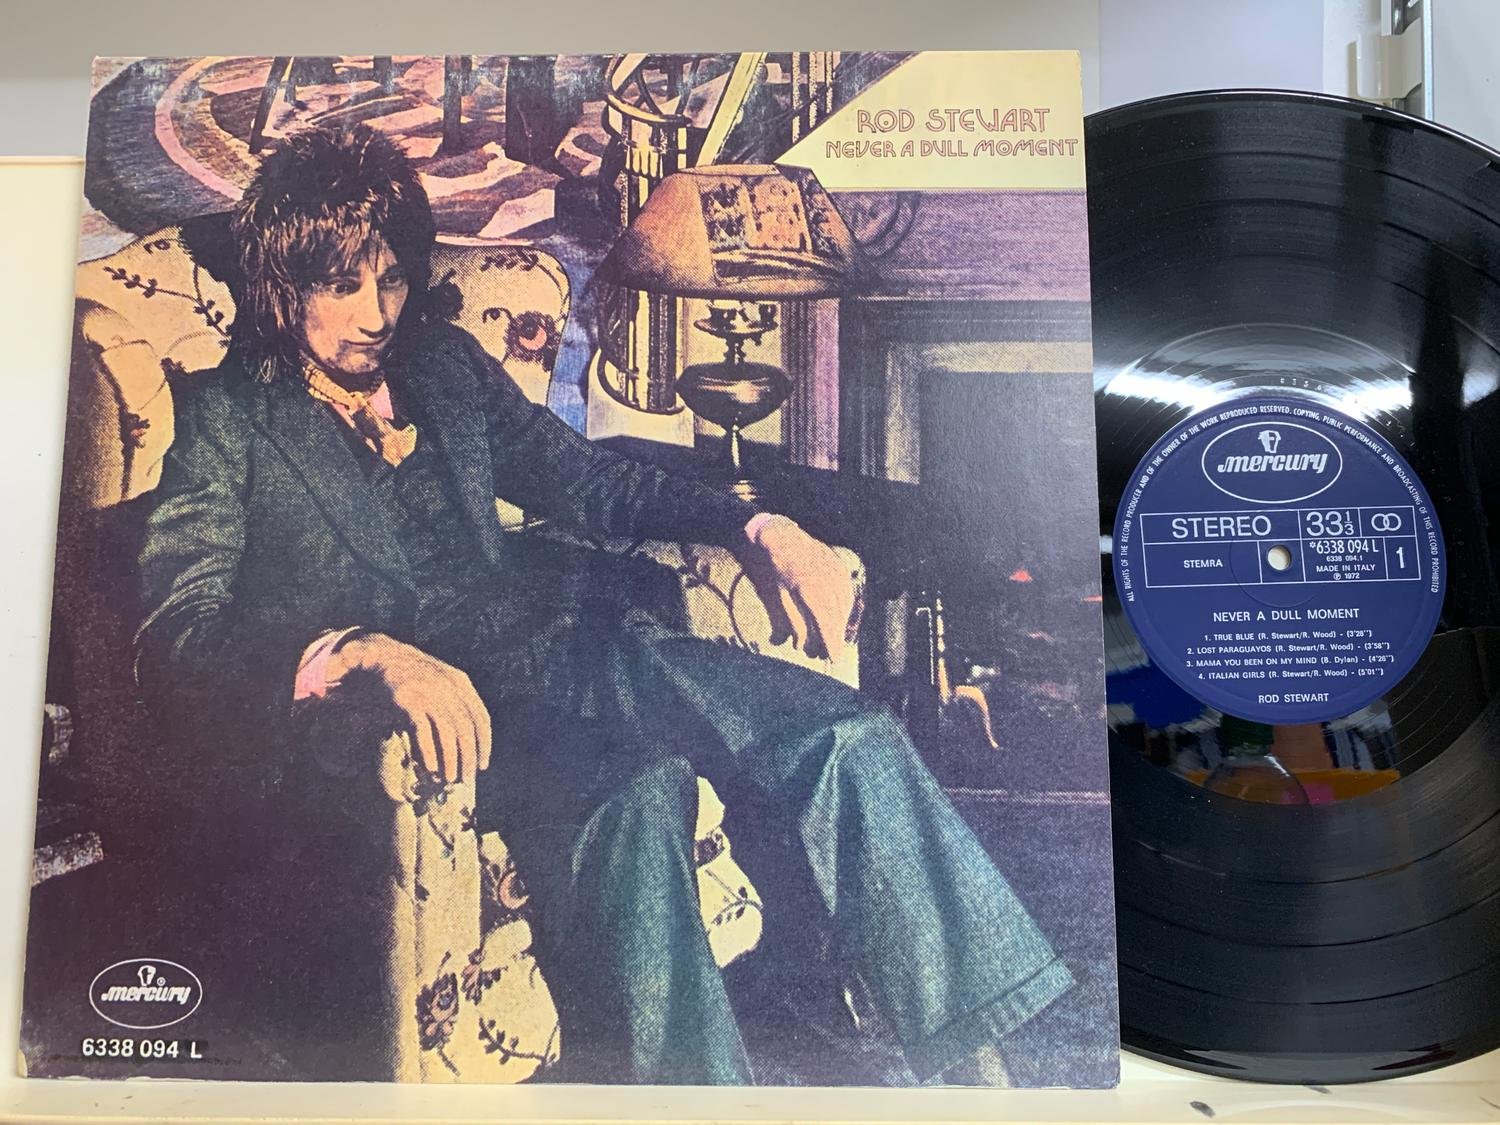 ROD STEWART
NEVER A DULL MOMENT
mercury
6338 094 L
ALL RIGHTS OF THE RECORD PRODUCER AND OF THE OWNER OF THE WORK REPRODUCED RESERVED. COPYING, PUBLIC PERFORMANCE AND BROADCASTING OF THIS RECORD PROHIBITED
mercury
STEREO
33 1/3
STEMRA
*6338 094 L
6338 094.1
MADE IN ITALY
℗ 1972
1
NEVER A DULL MOMENT
1. TRUE BLUE (R. Stewart/R. Wood) - (3'28'')
2. LOST PARAGUAYOS (R. Stewart/R. Wood) - (3'58'')
3. MAMA YOU BEEN ON MY MIND (B. Dylan) - (4'26'')
4. ITALIAN GIRLS (R. Stewart/R. Wood) - (5'01'')
ROD STEWART